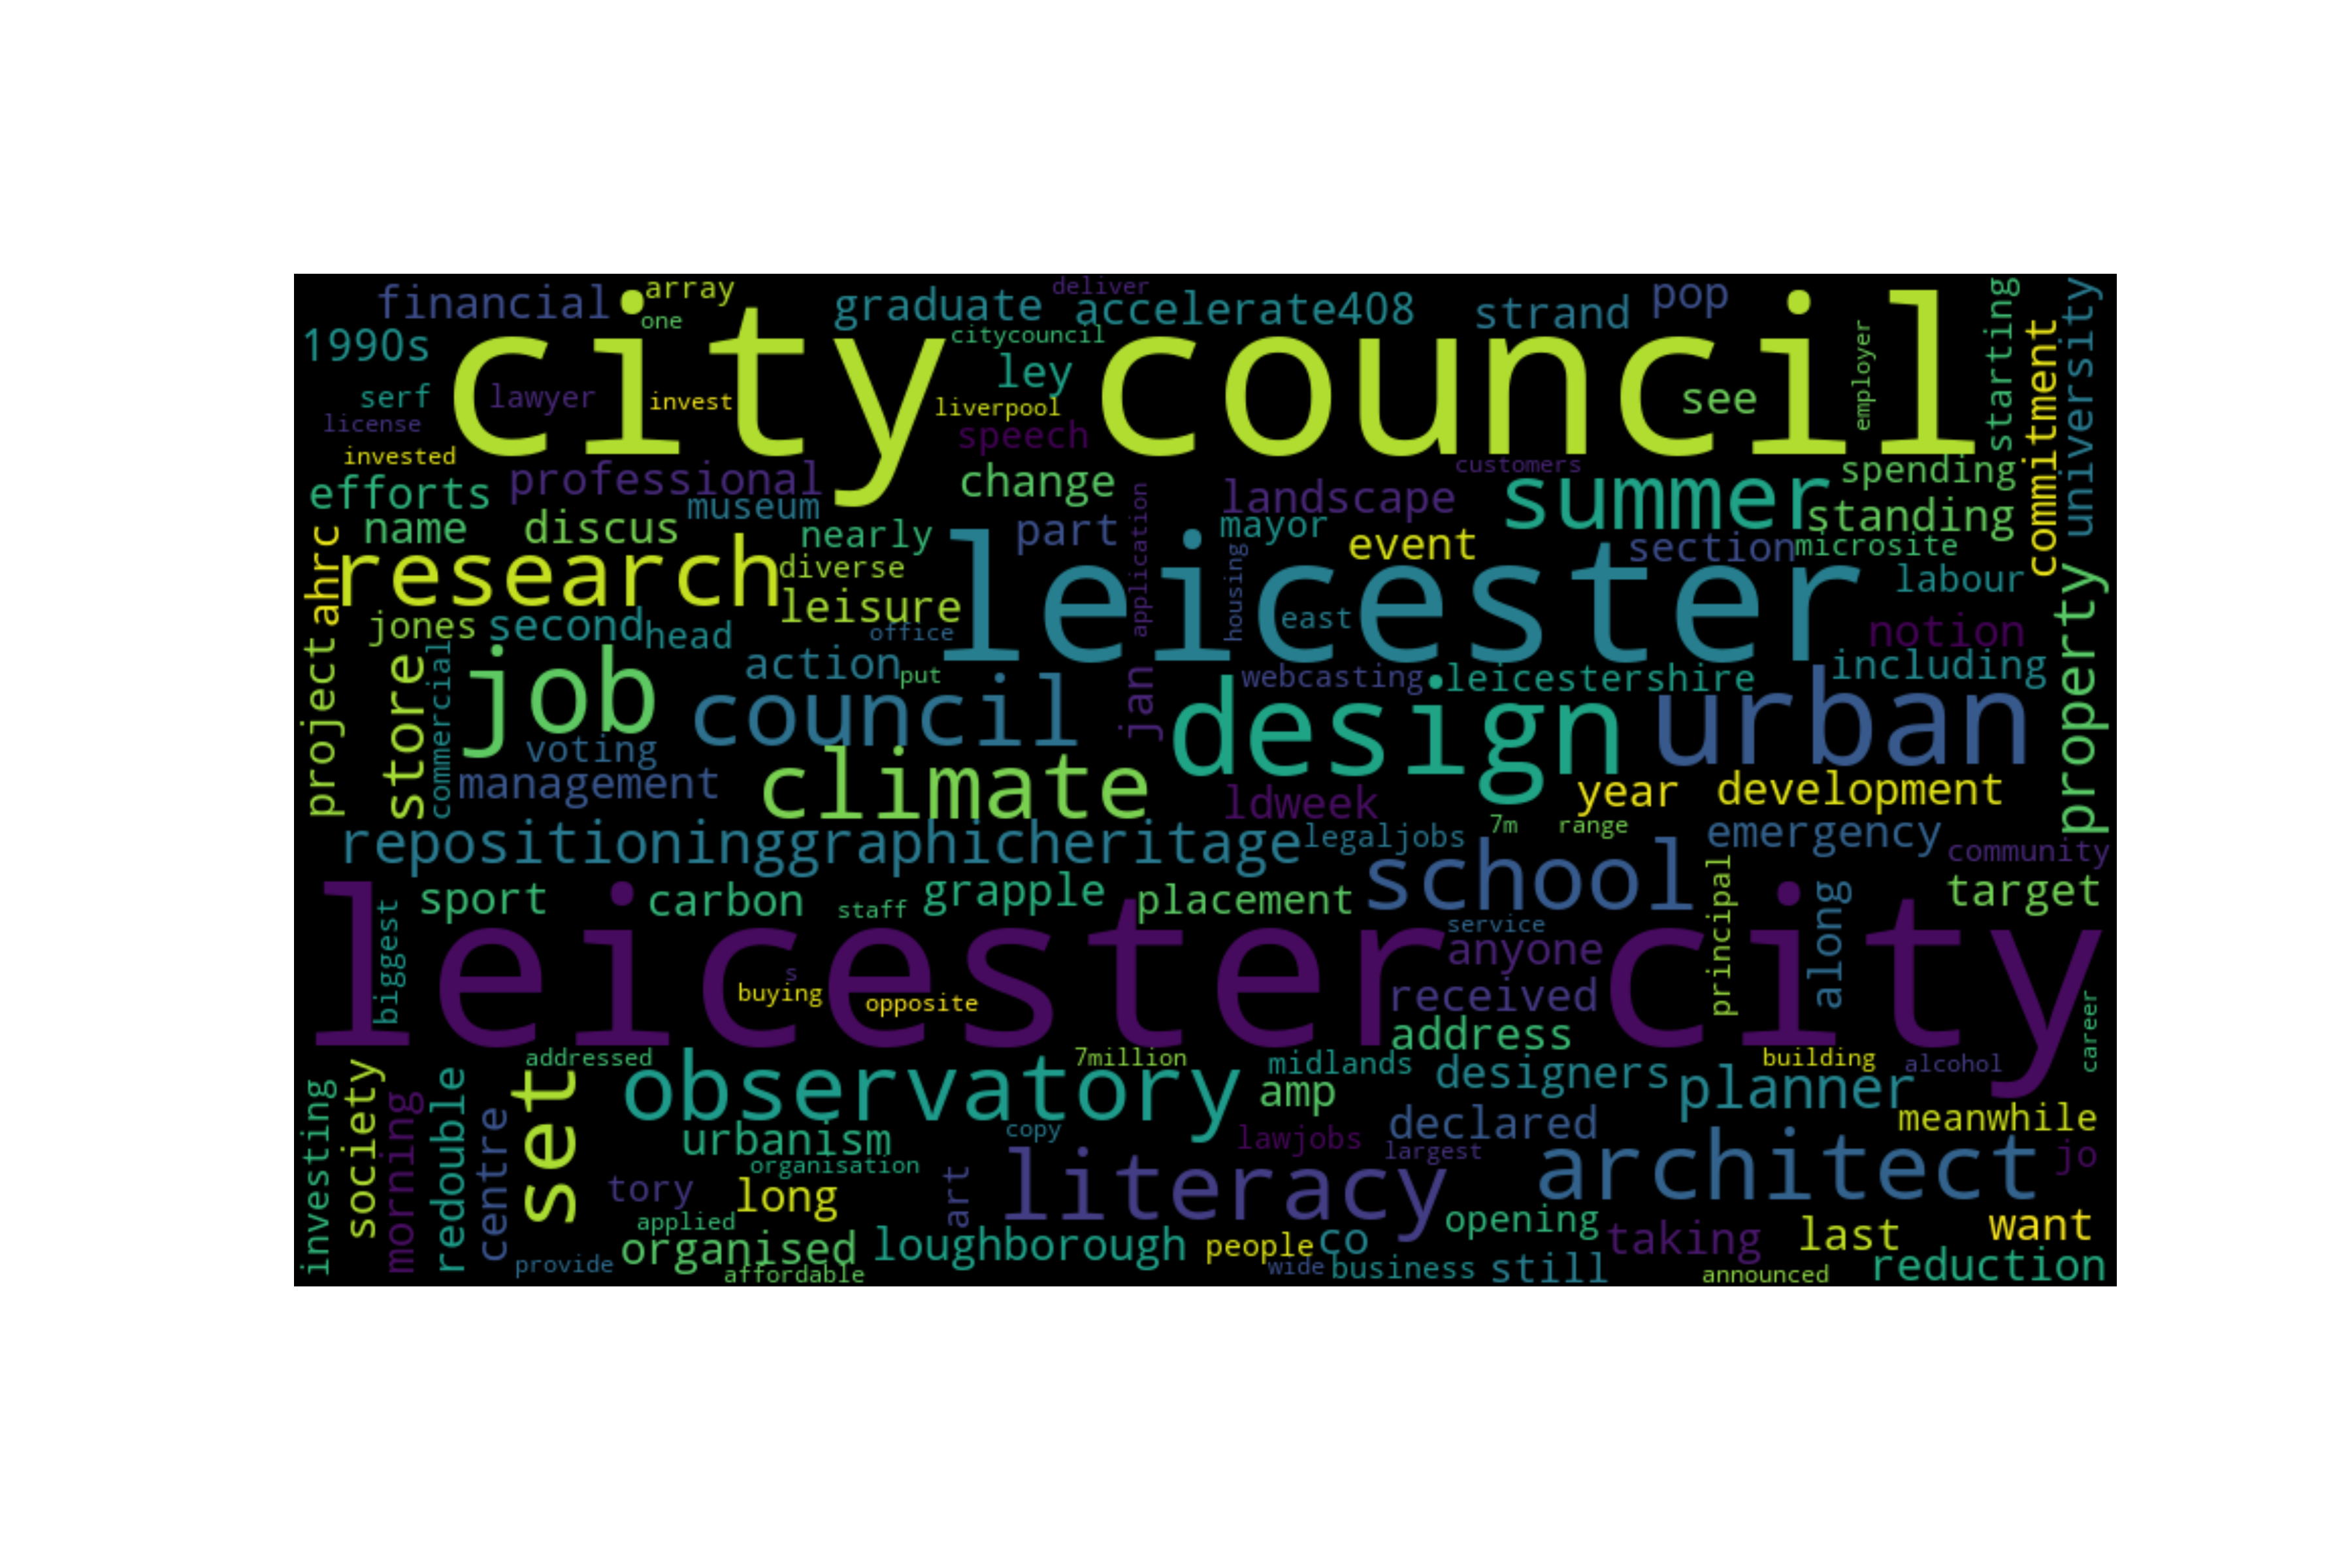 financial
array
one
deliver
graduate
accelerate408
strand
pop
1990s
city council
citycouncil
ley
see
employer
starting
commitment
university
serf
lawyer
invest
liverpool
license
speech
invested
efforts
professional
museum
change
customers
landscape
summer
spending
standing
name
discus
nearly
part
application
mayor
event
section
microsite
ahrc
research
diverse
leisure
leicester
housing
east
labour
property
jones
second
head
office
notion
project
store
commercial
job
action
put
council
jan
webcasting
leicestershire
including
voting
management
climate
design
urban
ldweek
year
development
repositioninggraphicheritage
legaljobs
7m
range
emergency
community
school
principal
along
target
biggest
sport
carbon
staff
grapple
placement
service
leicester city
anyone
s
buying
opposite
received
address
career
addressed
7million
midlands
building
alcohol
investing
society
morning
redouble
centre
set
observatory
amp
designers
planner
meanwhile
urbanism
copy
lawjobs
declared
largest
organisation
architect
jo
tory
long
art
literacy
applied
opening
taking
last
want
organised
loughborough
people
co
provide
affordable
wide
business
still
announced
reduction